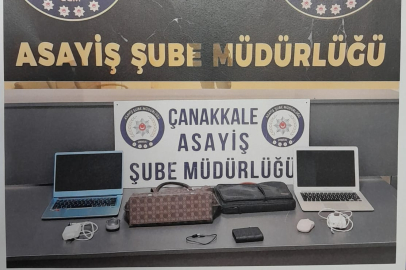 ASAYİŞ ŞUBE MÜDÜRLÜĞÜ
ÇANAKKALE
ASAYİŞ
ŞUBE MÜDÜRLÜĞÜ